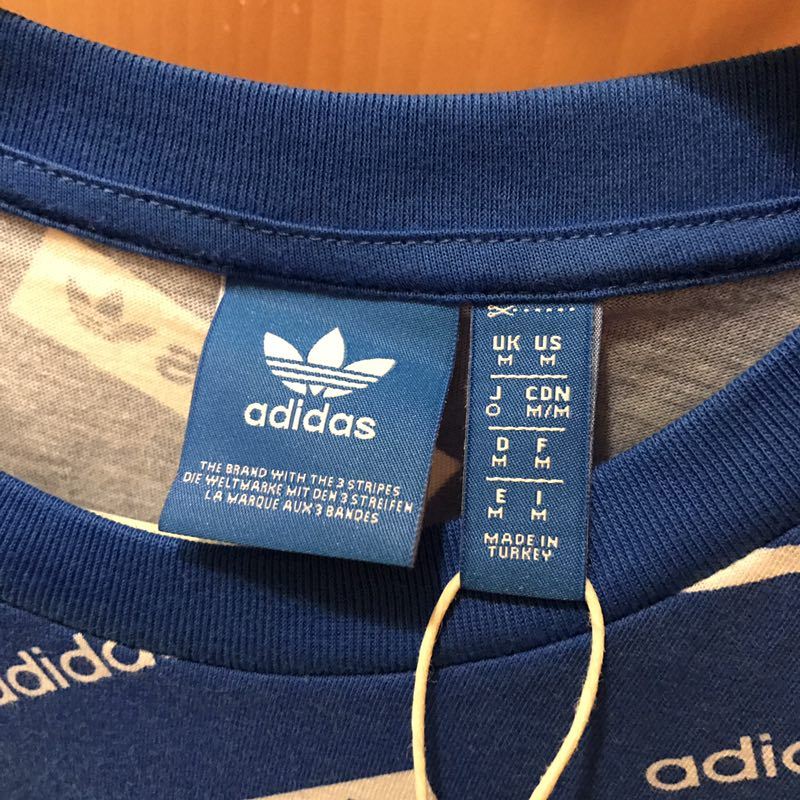 adidas
THE BRAND WITH THE 3 STRIPES
DIE WELTMARKE MIT DEN 3 STREIFEN
LA MARQUE AUX 3 BANDES
UK US
M M
J CDN
O M/M
D F
M M
E I
M M
MADE IN
TURKEY
adidas
adid